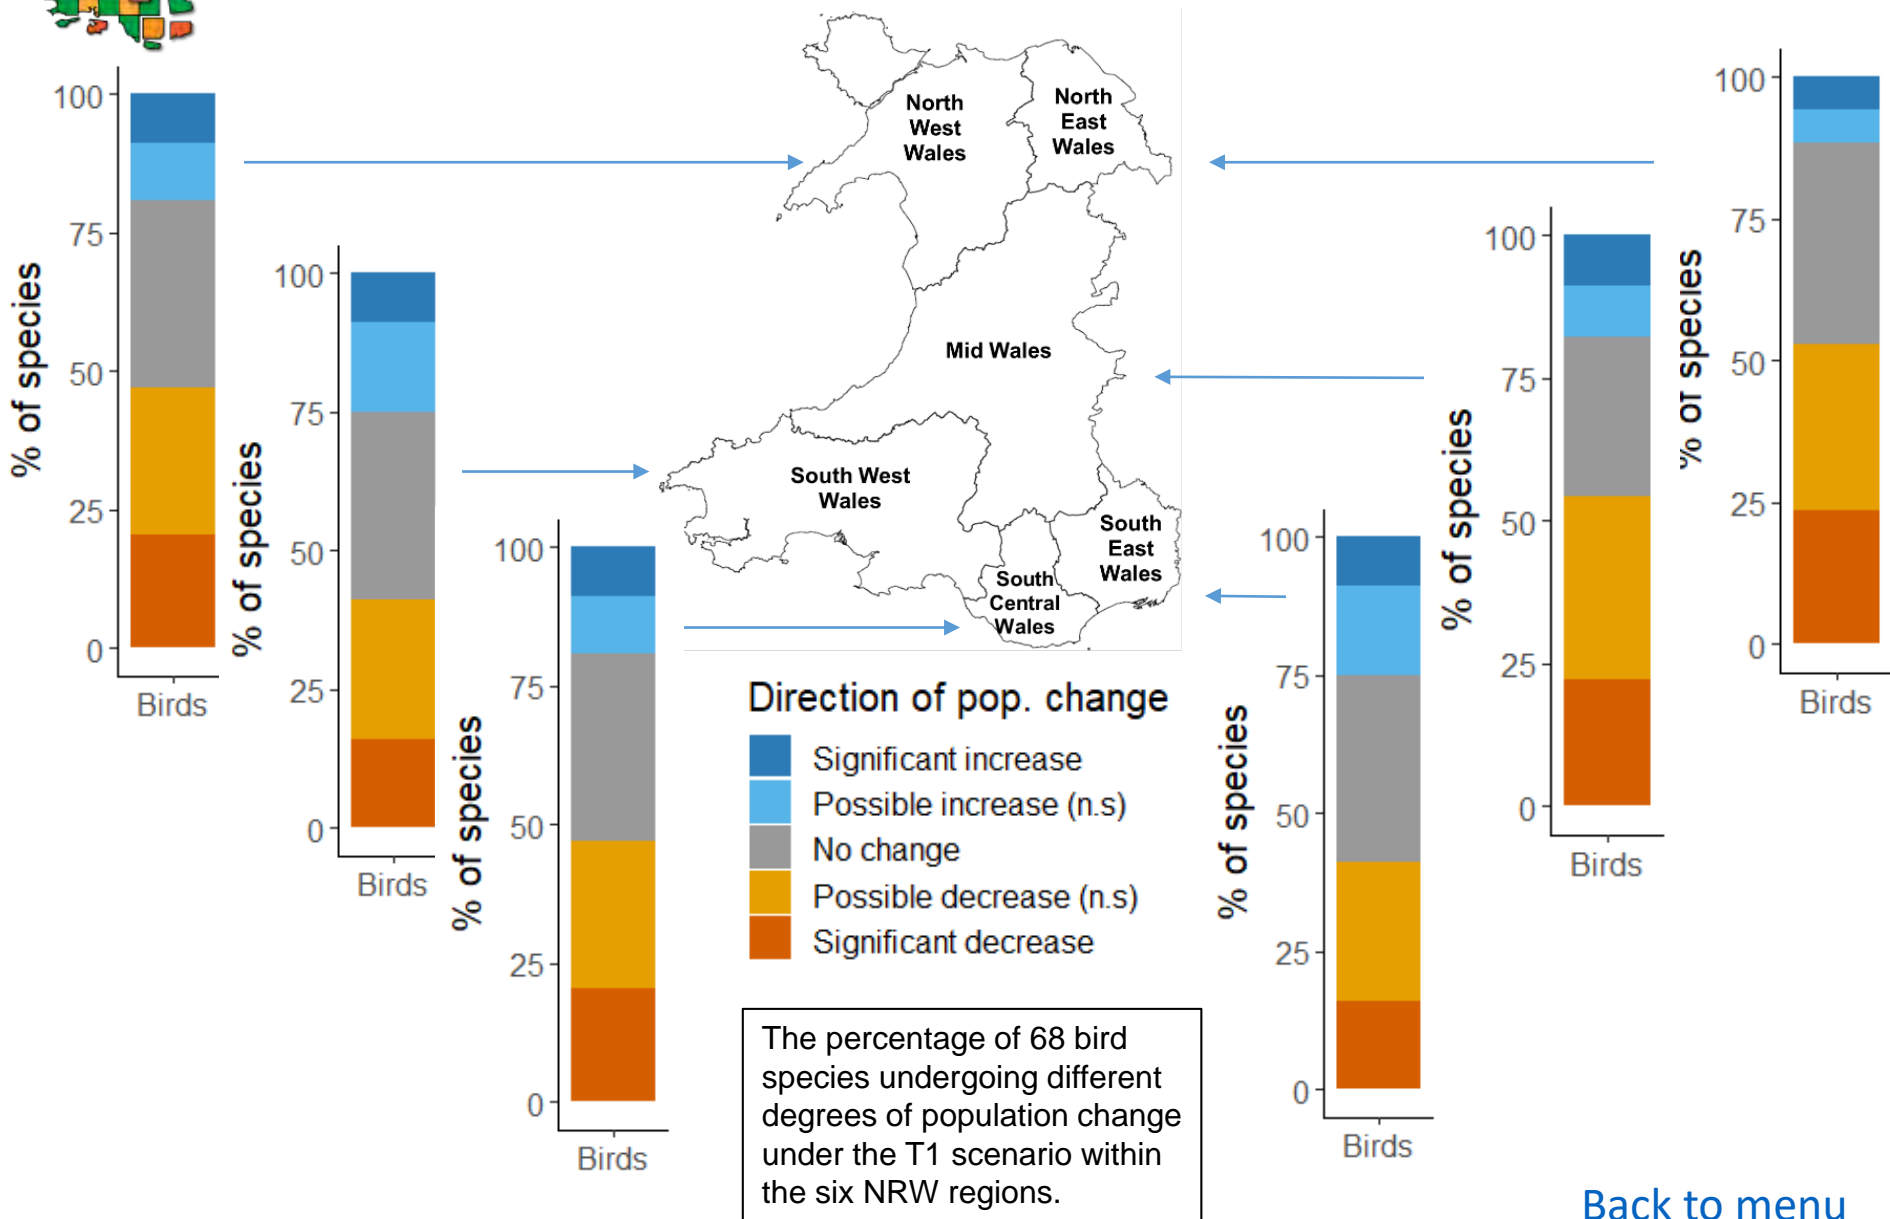 100
75
50
25
0
% of species
Birds
100
75
50
25
0
% of species
Birds
100
75
50
25
0
% of species
Birds
North
West
Wales
North
East
Wales
Mid Wales
South West
Wales
South
Central
Wales
South
East
Wales
Direction of pop. change
Significant increase
Possible increase (n.s)
No change
Possible decrease (n.s)
Significant decrease
The percentage of 68 bird
species undergoing different
degrees of population change
under the T1 scenario within
the six NRW regions.
100
75
50
25
0
% of species
Birds
100
75
50
25
0
% of species
Birds
100
75
50
25
0
% of species
Birds
Back to menu